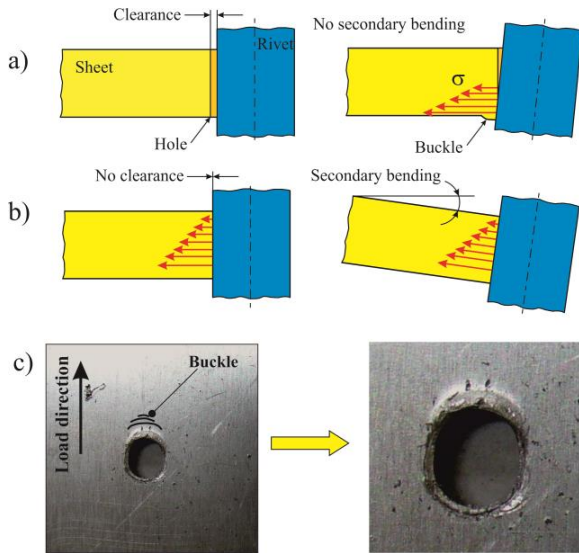 Clearance
No secondary bending
a)
Sheet
Rivet
σ
Hole
Buckle
No clearance
Secondary bending
b)
c)
Load direction
Buckle